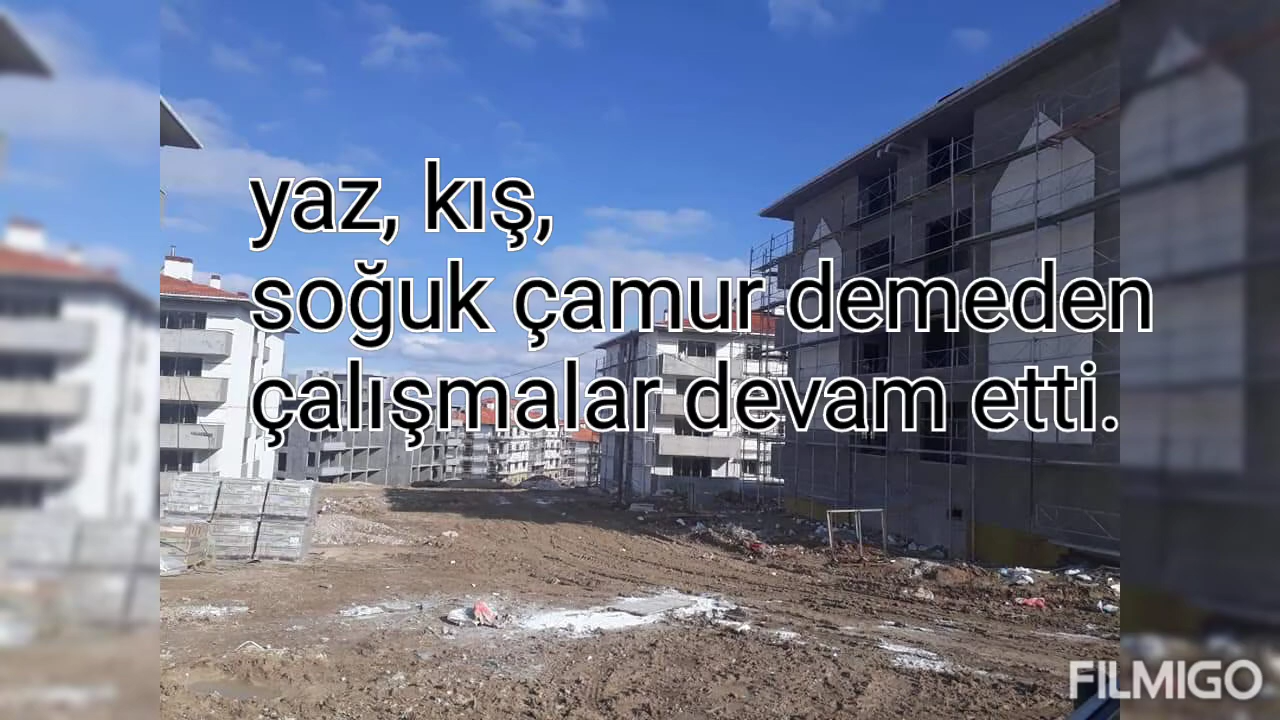 yaz, kış,
soğuk çamur demeden
çalışmalar devam etti.
FILMIGO